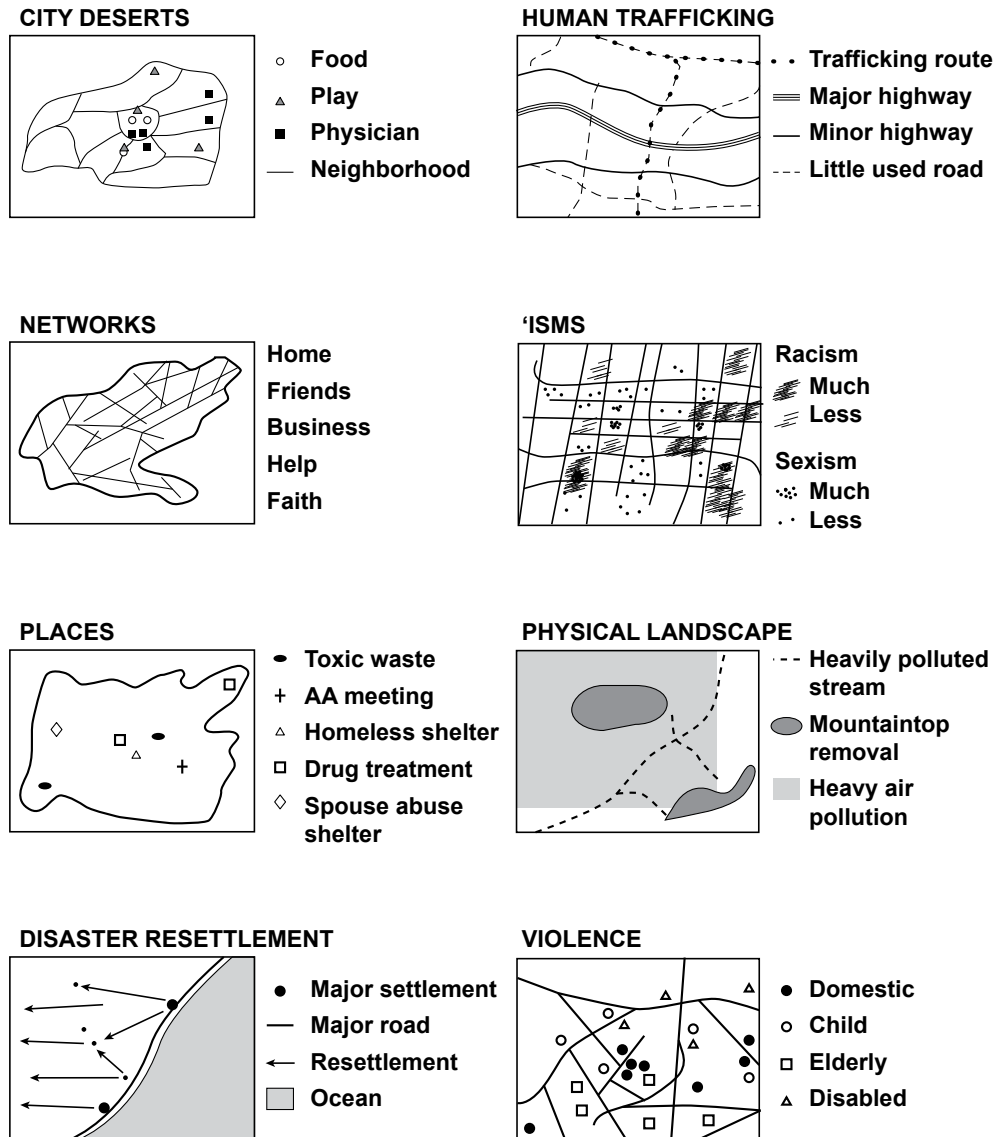 CITY DESERTS
Food
Play
Physician
Neighborhood
HUMAN TRAFFICKING
Trafficking route
Major highway
Minor highway
Little used road
NETWORKS
Home
Friends
Business
Help
Faith
‘ISMS
Racism
Much
Less
Sexism
Much
Less
PLACES
Toxic waste
AA meeting
Homeless shelter
Drug treatment
Spouse abuse
shelter
PHYSICAL LANDSCAPE
Heavily polluted
stream
Mountaintop
removal
Heavy air
pollution
DISASTER RESETTLEMENT
Major settlement
Major road
Resettlement
Ocean
VIOLENCE
Domestic
Child
Elderly
Disabled